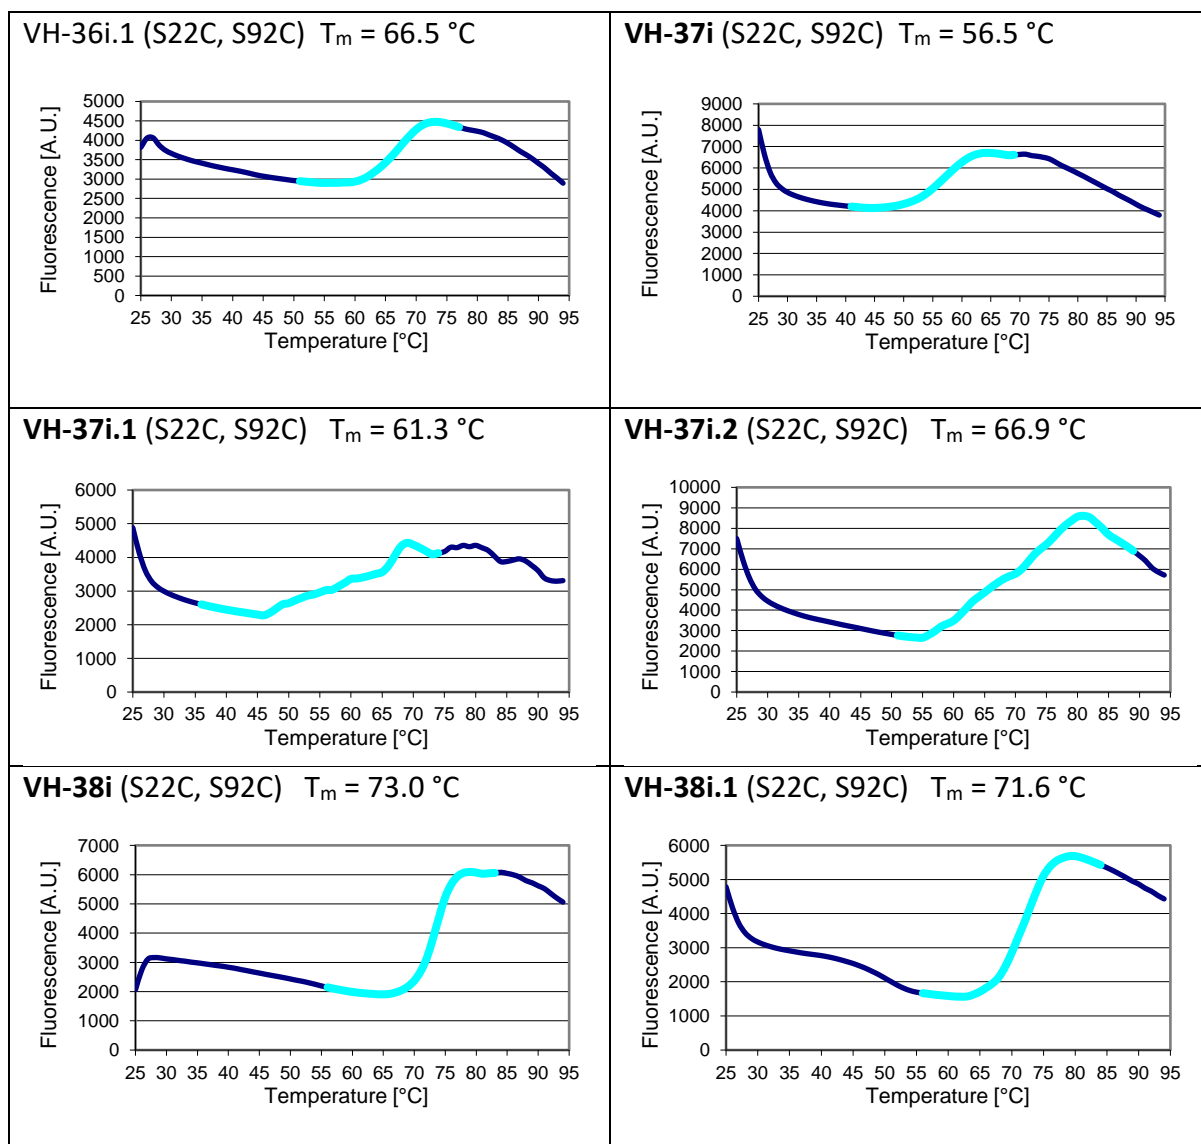 VH-36i.1 (S22C, S92C) Tm = 66.5 °C
Fluorescence [A.U.]
5000
4500
4000
3500
3000
2500
2000
1500
1000
500
0
25 30 35 40 45 51 55 60 65 70 75 80 85 90 95
Temperature [°C]
VH-37i (S22C, S92C) Tm = 56.5 °C
Fluorescence [A.U.]
9000
8000
7000
6000
5000
4000
3000
2000
1000
0
25 30 35 40 45 51 55 60 65 70 75 80 85 90 95
Temperature [°C]
VH-37i.1 (S22C, S92C) Tm = 61.3 °C
Fluorescence [A.U.]
6000
5000
4000
3000
2000
1000
0
25 30 35 40 45 51 55 60 65 70 75 80 85 90 95
Temperature [°C]
VH-37i.2 (S22C, S92C) Tm = 66.9 °C
Fluorescence [A.U.]
10000
9000
8000
7000
6000
5000
4000
3000
2000
1000
0
25 30 35 40 45 51 55 60 65 70 75 80 85 90 95
Temperature [°C]
VH-38i (S22C, S92C) Tm = 73.0 °C
Fluorescence [A.U.]
7000
6000
5000
4000
3000
2000
1000
0
25 30 35 40 45 51 55 60 65 70 75 80 85 90 95
Temperature [°C]
VH-38i.1 (S22C, S92C) Tm = 71.6 °C
Fluorescence [A.U.]
6000
5000
4000
3000
2000
1000
0
25 30 35 40 45 51 55 60 65 70 75 80 85 90 95
Temperature [°C]